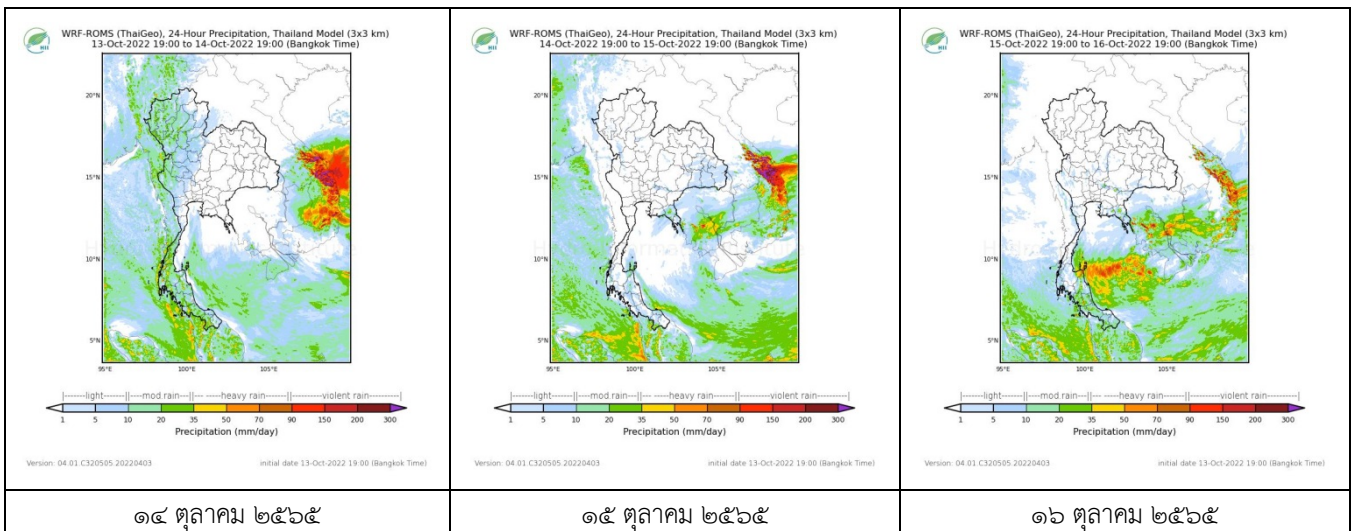 HII
WRF-ROMS (ThaiGeo), 24-Hour Precipitation, Thailand Model (3x3 km)
13-Oct-2022 19:00 to 14-Oct-2022 19:00 (Bangkok Time)
20°N
15°N
10°N
5°N
95°E 100°E 105°E
|-------light------||---mod rain---||--- ---heavy rain------||-------violent rain-------|
1 5 10 20 35 50 70 90 150 200 300
Precipitation (mm/day)
Version: 04.01.C320505.20220403 initial date 13-Oct-2022 19:00 (Bangkok Time)
๑๔ ตุลาคม ๒๕๖๕
HII
WRF-ROMS (ThaiGeo), 24-Hour Precipitation, Thailand Model (3x3 km)
14-Oct-2022 19:00 to 15-Oct-2022 19:00 (Bangkok Time)
20°N
15°N
10°N
5°N
95°E 100°E 105°E
|-------light------||---mod rain---||--- ---heavy rain------||-------violent rain-------|
1 5 10 20 35 50 70 90 150 200 300
Precipitation (mm/day)
Version: 04.01.C320505.20220403 initial date 13-Oct-2022 19:00 (Bangkok Time)
๑๕ ตุลาคม ๒๕๖๕
HII
WRF-ROMS (ThaiGeo), 24-Hour Precipitation, Thailand Model (3x3 km)
15-Oct-2022 19:00 to 16-Oct-2022 19:00 (Bangkok Time)
20°N
15°N
10°N
5°N
95°E 100°E 105°E
|-------light------||---mod rain---||--- ---heavy rain------||-------violent rain-------|
1 5 10 20 35 50 70 90 150 200 300
Precipitation (mm/day)
Version: 04.01.C320505.20220403 initial date 13-Oct-2022 19:00 (Bangkok Time)
๑๖ ตุลาคม ๒๕๖๕